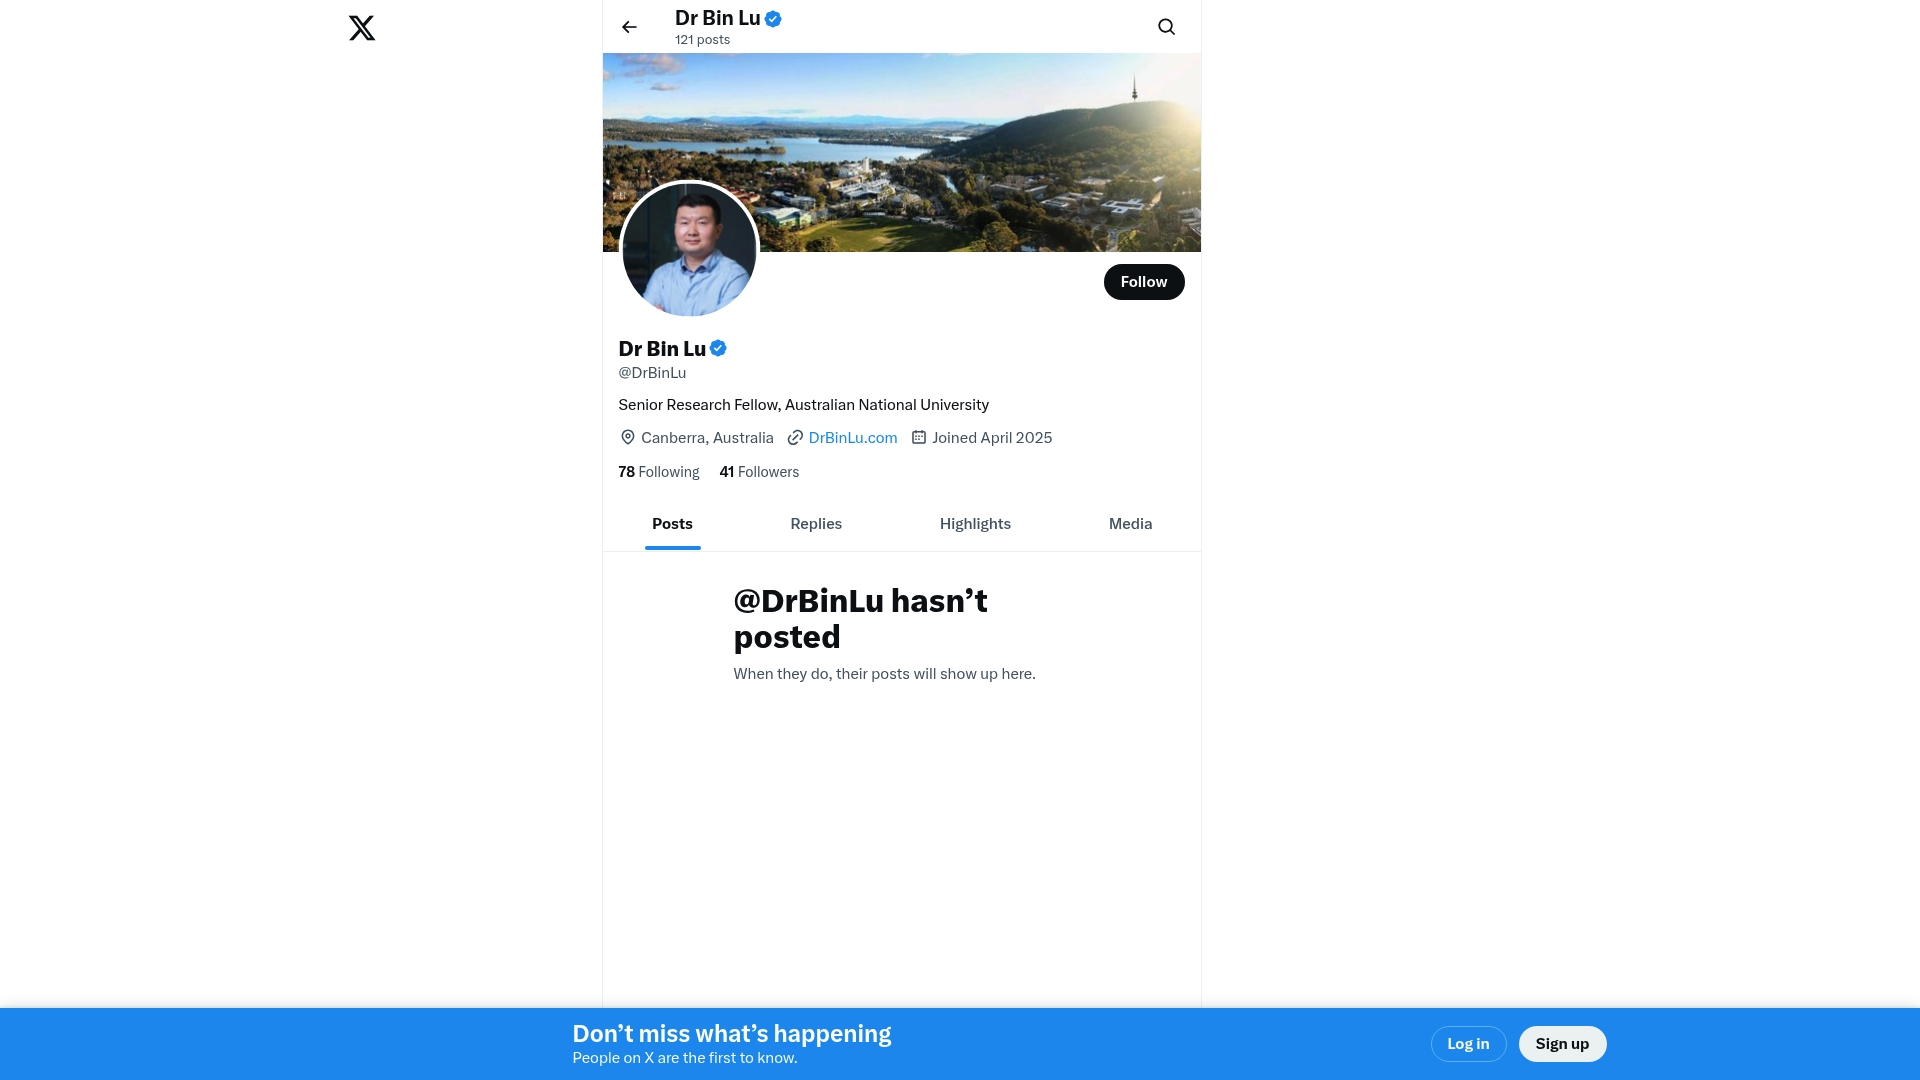 Dr Bin Lu
121 posts
Follow
Dr Bin Lu
@DrBinLu
Senior Research Fellow, Australian National University
Canberra, Australia DrBinLu.com Joined April 2025
78 Following 41 Followers
Posts Replies Highlights Media
@DrBinLu hasn’t
posted
When they do, their posts will show up here.
Don’t miss what’s happening
People on X are the first to know.
Log in Sign up